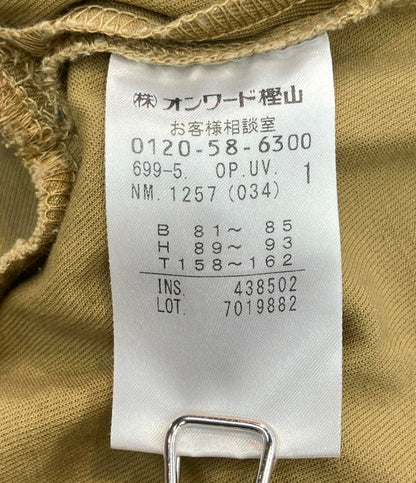 ㈱オンワード樫山
お客様相談室
0120-58-6300
699-5. OP.UV. 1
NM. 1257 (034)
B 81〜 85
H 89〜 93
T 158〜162
INS. 438502
LOT. 7019882